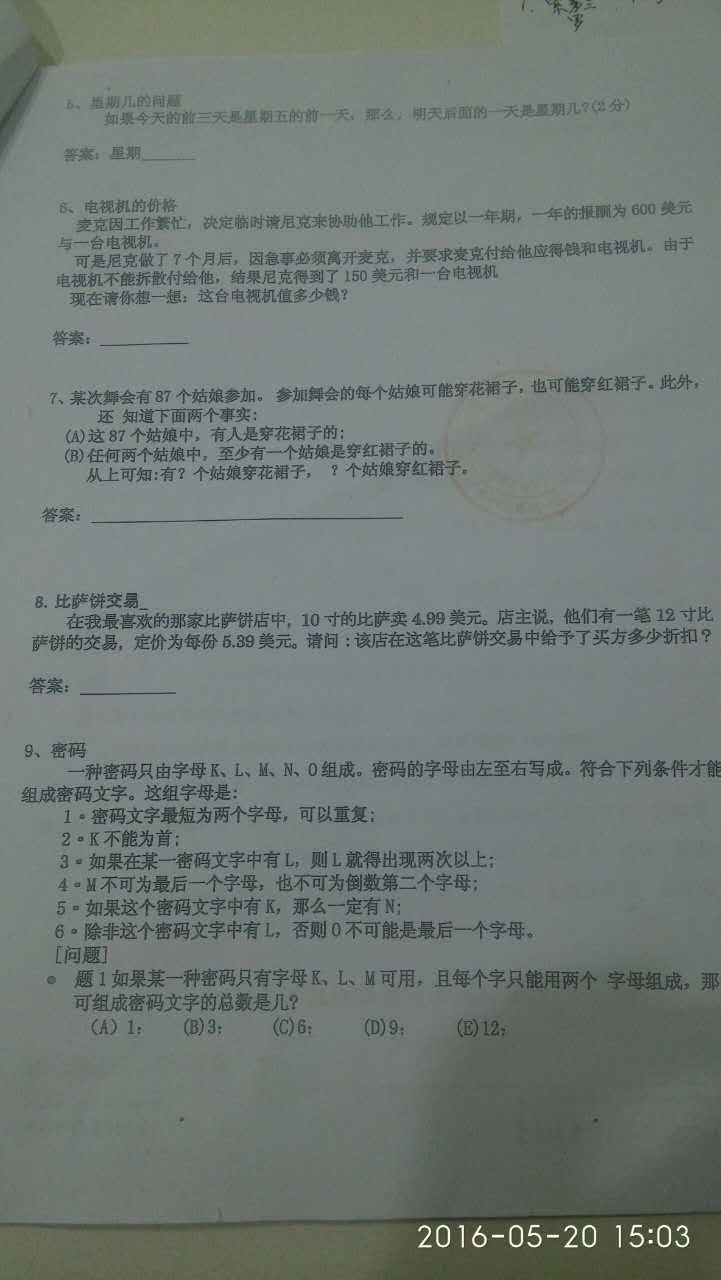 5、星期几的问题
如果今天的前三天是星期五的前一天，那么，明天后面的一天是星期几?(2分)
答案：星期______
6、电视机的价格
麦克因工作繁忙，决定临时请尼克来协助他工作。规定以一年期，一年的报酬为 600 美元
与一台电视机。
可是尼克做了 7 个月后，因急事必须离开麦克，并要求麦克付给他应得钱和电视机。由于
电视机不能拆散付给他，结果尼克得到了 150 美元和一台电视机
现在请你想一想：这台电视机值多少钱？
答案：__________
7、某次舞会有 87 个姑娘参加。 参加舞会的每个姑娘可能穿花裙子，也可能穿红裙子。此外，
还 知道下面两个事实:
(A)这 87 个姑娘中，有人是穿花裙子的;
(B)任何两个姑娘中，至少有一个姑娘是穿红裙子的。
从上可知:有？个姑娘穿花裙子， ？个姑娘穿红裙子。
答案：____________________________________
8. 比萨饼交易_
在我最喜欢的那家比萨饼店中，10 寸的比萨卖 4.99 美元。店主说，他们有一笔 12 寸比
萨饼的交易，定价为每份 5.39 美元。请问：该店在这笔比萨饼交易中给予了买方多少折扣？
答案：___________
9、密码
一种密码只由字母 K、L、M、N、O 组成。密码的字母由左至右写成。符合下列条件才能
组成密码文字。这组字母是:
1。密码文字最短为两个字母，可以重复;
2。K 不能为首;
3。如果在某一密码文字中有 L，则 L 就得出现两次以上;
4。M 不可为最后一个字母，也不可为倒数第二个字母;
5。如果这个密码文字中有 K，那么一定有 N;
6。除非这个密码文字中有 L，否则 O 不可能是最后一个字母。
[问题]
● 题 1 如果某一种密码只有字母 K、L、M 可用，且每个字只能用两个 字母组成，那
可组成密码文字的总数是几？
（A）1； (B)3； (C)6； (D)9； (E)12；
2016-05-20 15:03